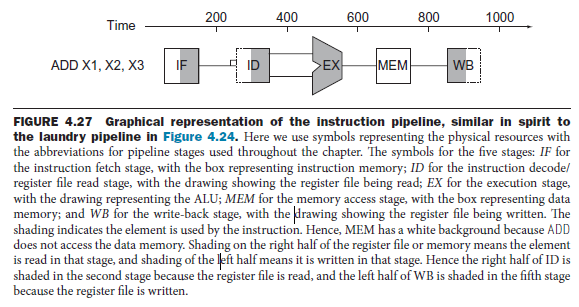 Time 200 400 600 800 1000
ADD X1, X2, X3 IF ID EX MEM WB
FIGURE 4.27 Graphical representation of the instruction pipeline, similar in spirit to
the laundry pipeline in Figure 4.24. Here we use symbols representing the physical resources with
the abbreviations for pipeline stages used throughout the chapter. The symbols for the five stages: IF for
the instruction fetch stage, with the box representing instruction memory; ID for the instruction decode/
register file read stage, with the drawing showing the register file being read; EX for the execution stage,
with the drawing representing the ALU; MEM for the memory access stage, with the box representing data
memory; and WB for the write-back stage, with the drawing showing the register file being written. The
shading indicates the element is used by the instruction. Hence, MEM has a white background because ADD
does not access the data memory. Shading on the right half of the register file or memory means the element
is read in that stage, and shading of the left half means it is written in that stage. Hence the right half of ID is
shaded in the second stage because the register file is read, and the left half of WB is shaded in the fifth stage
because the register file is written.